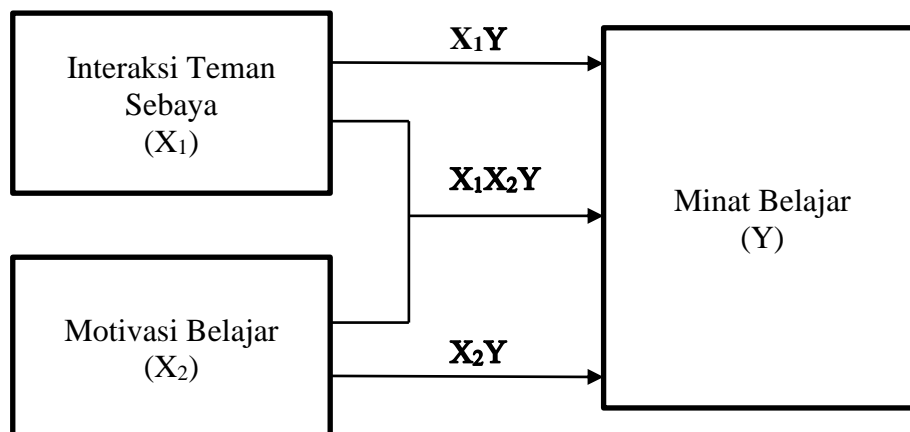 Interaksi Teman
Sebaya
(X₁)
X₁Y
X₁X₂Y
Motivasi Belajar
(X₂)
X₂Y
Minat Belajar
(Y)